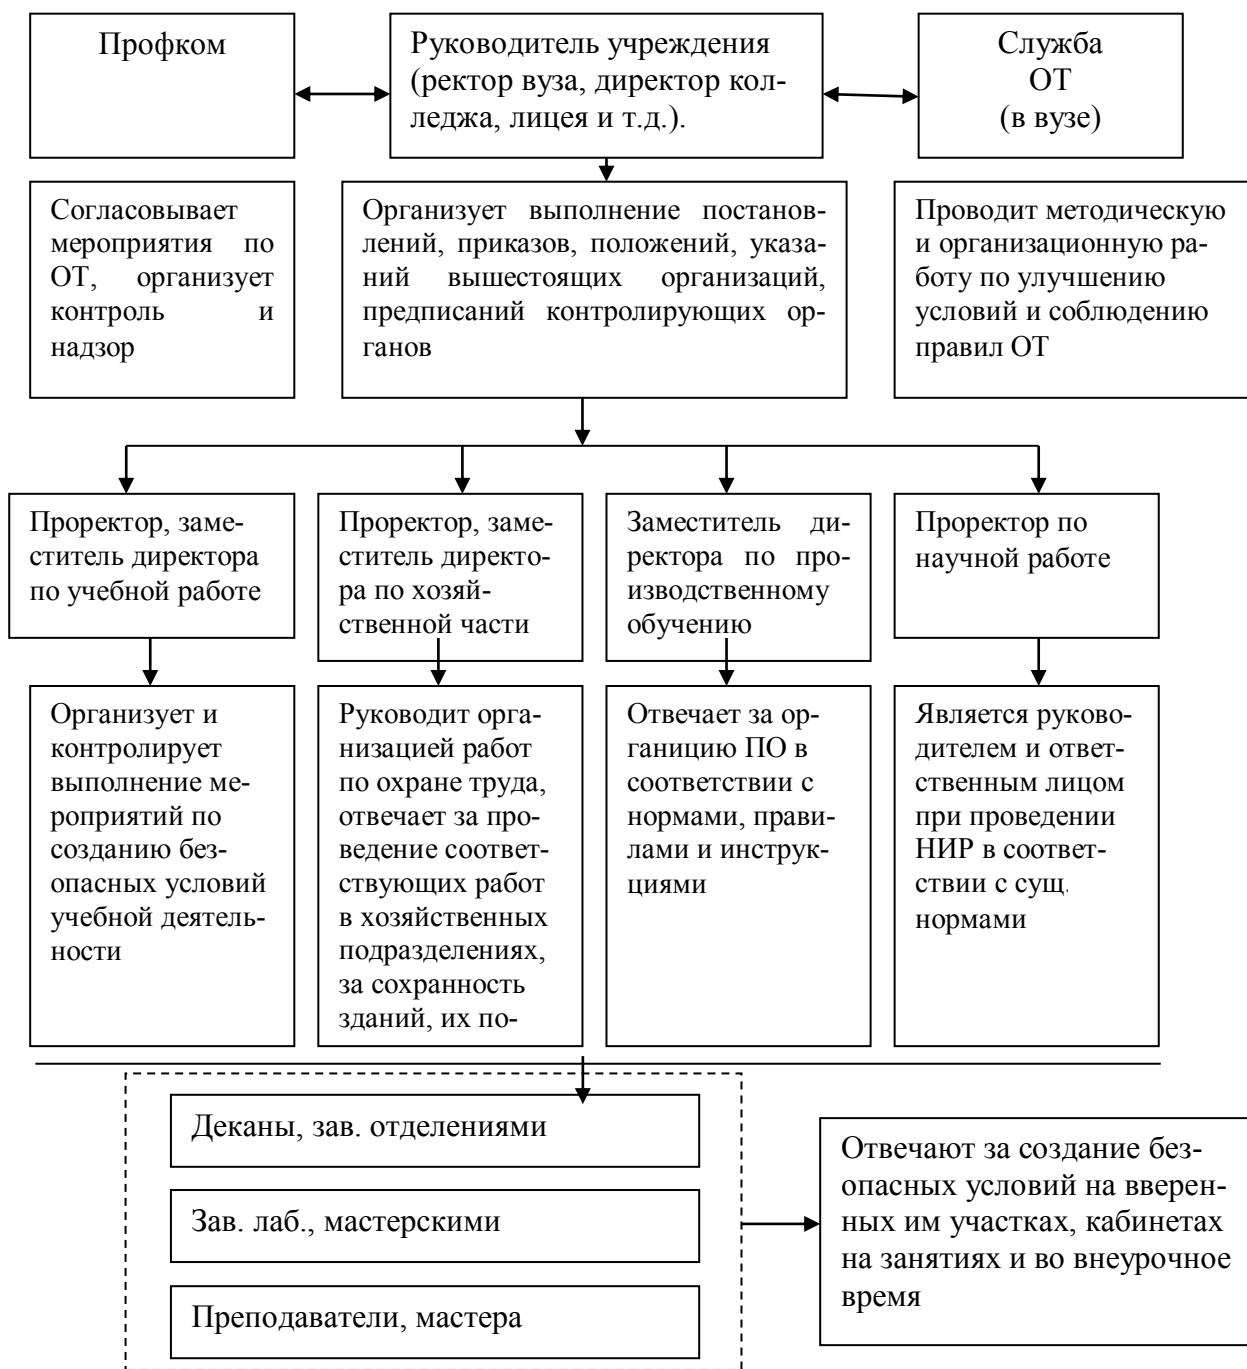 Профком
Руководитель учреждения
(ректор вуза, директор кол-
леджа, лицея и т.д.).
Служба
ОТ
(в вузе)
Согласовывает
мероприятия по
ОТ, организует
контроль и
надзор
Организует выполнение постанов-
лений, приказов, положений, указа-
ний вышестоящих организаций,
предписаний контролирующих ор-
ганов
Проводит методическую
и организационную ра-
боту по улучшению
условий и соблюдению
правил ОТ
Проректор, заме-
ститель директора
по учебной работе
Проректор, заме-
ститель директо-
ра по хозяй-
ственной части
Заместитель ди-
ректора по про-
изводственному
обучению
Проректор по
научной работе
Организует и
контролирует
выполнение ме-
роприятий по
созданию без-
опасных условий
учебной деятель-
ности
Руководит орга-
низацией работ
по охране труда,
отвечает за про-
ведение соответ-
ствующих работ
в хозяйственных
подразделениях,
за сохранность
зданий, их по-
Отвечает за ор-
ганицию ПО в
соответствии с
нормами, прави-
лами и инструк-
циями
Является руково-
дителем и ответ-
ственным лицом
при проведении
НИР в соответ-
ствии с сущ.
нормами
Деканы, зав. отделениями
Зав. лаб., мастерскими
Преподаватели, мастера
Отвечают за создание без-
опасных условий на вверен-
ных им участках, кабинетах
на занятиях и во внеурочное
время